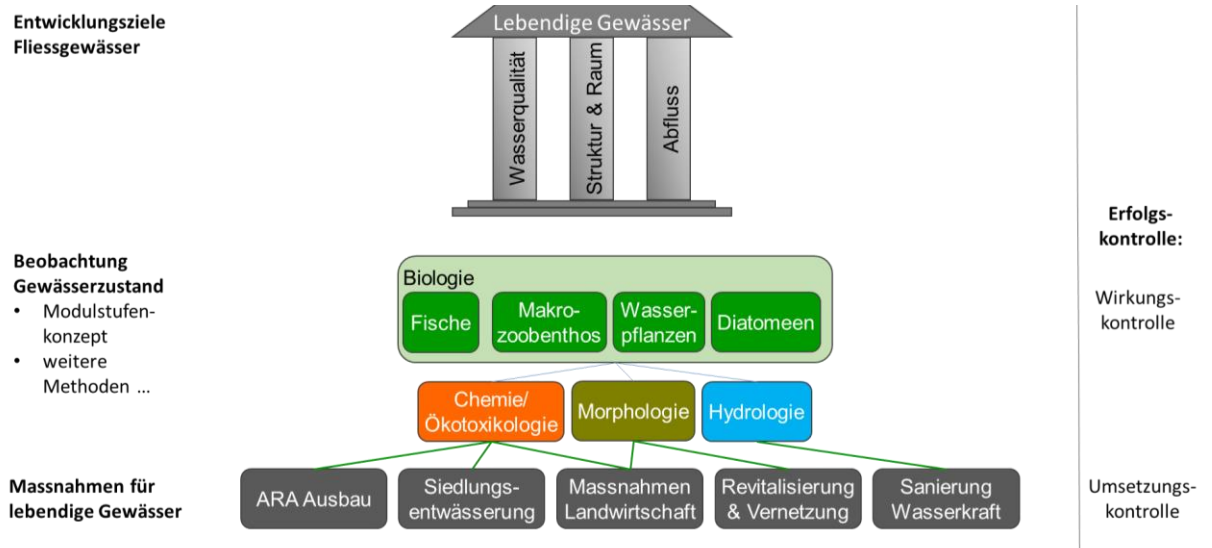 Entwicklungsziele
Fliessgewässer
Lebendige Gewässer
Wasserqualität
Struktur & Raum
Abfluss
Erfolgs-
kontrolle:
Beobachtung
Gewässerzustand
• Modulstufen-
konzept
• weitere
Methoden ...
Biologie
Fische
Makro-
zoobenthos
Wasser-
pflanzen
Diatomeen
Wirkungs-
kontrolle
Chemie/
Ökotoxikologie
Morphologie
Hydrologie
Massnahmen für
lebendige Gewässer
ARA Ausbau
Siedlungs-
entwässerung
Massnahmen
Landwirtschaft
Revitalisierung
& Vernetzung
Sanierung
Wasserkraft
Umsetzungs-
kontrolle